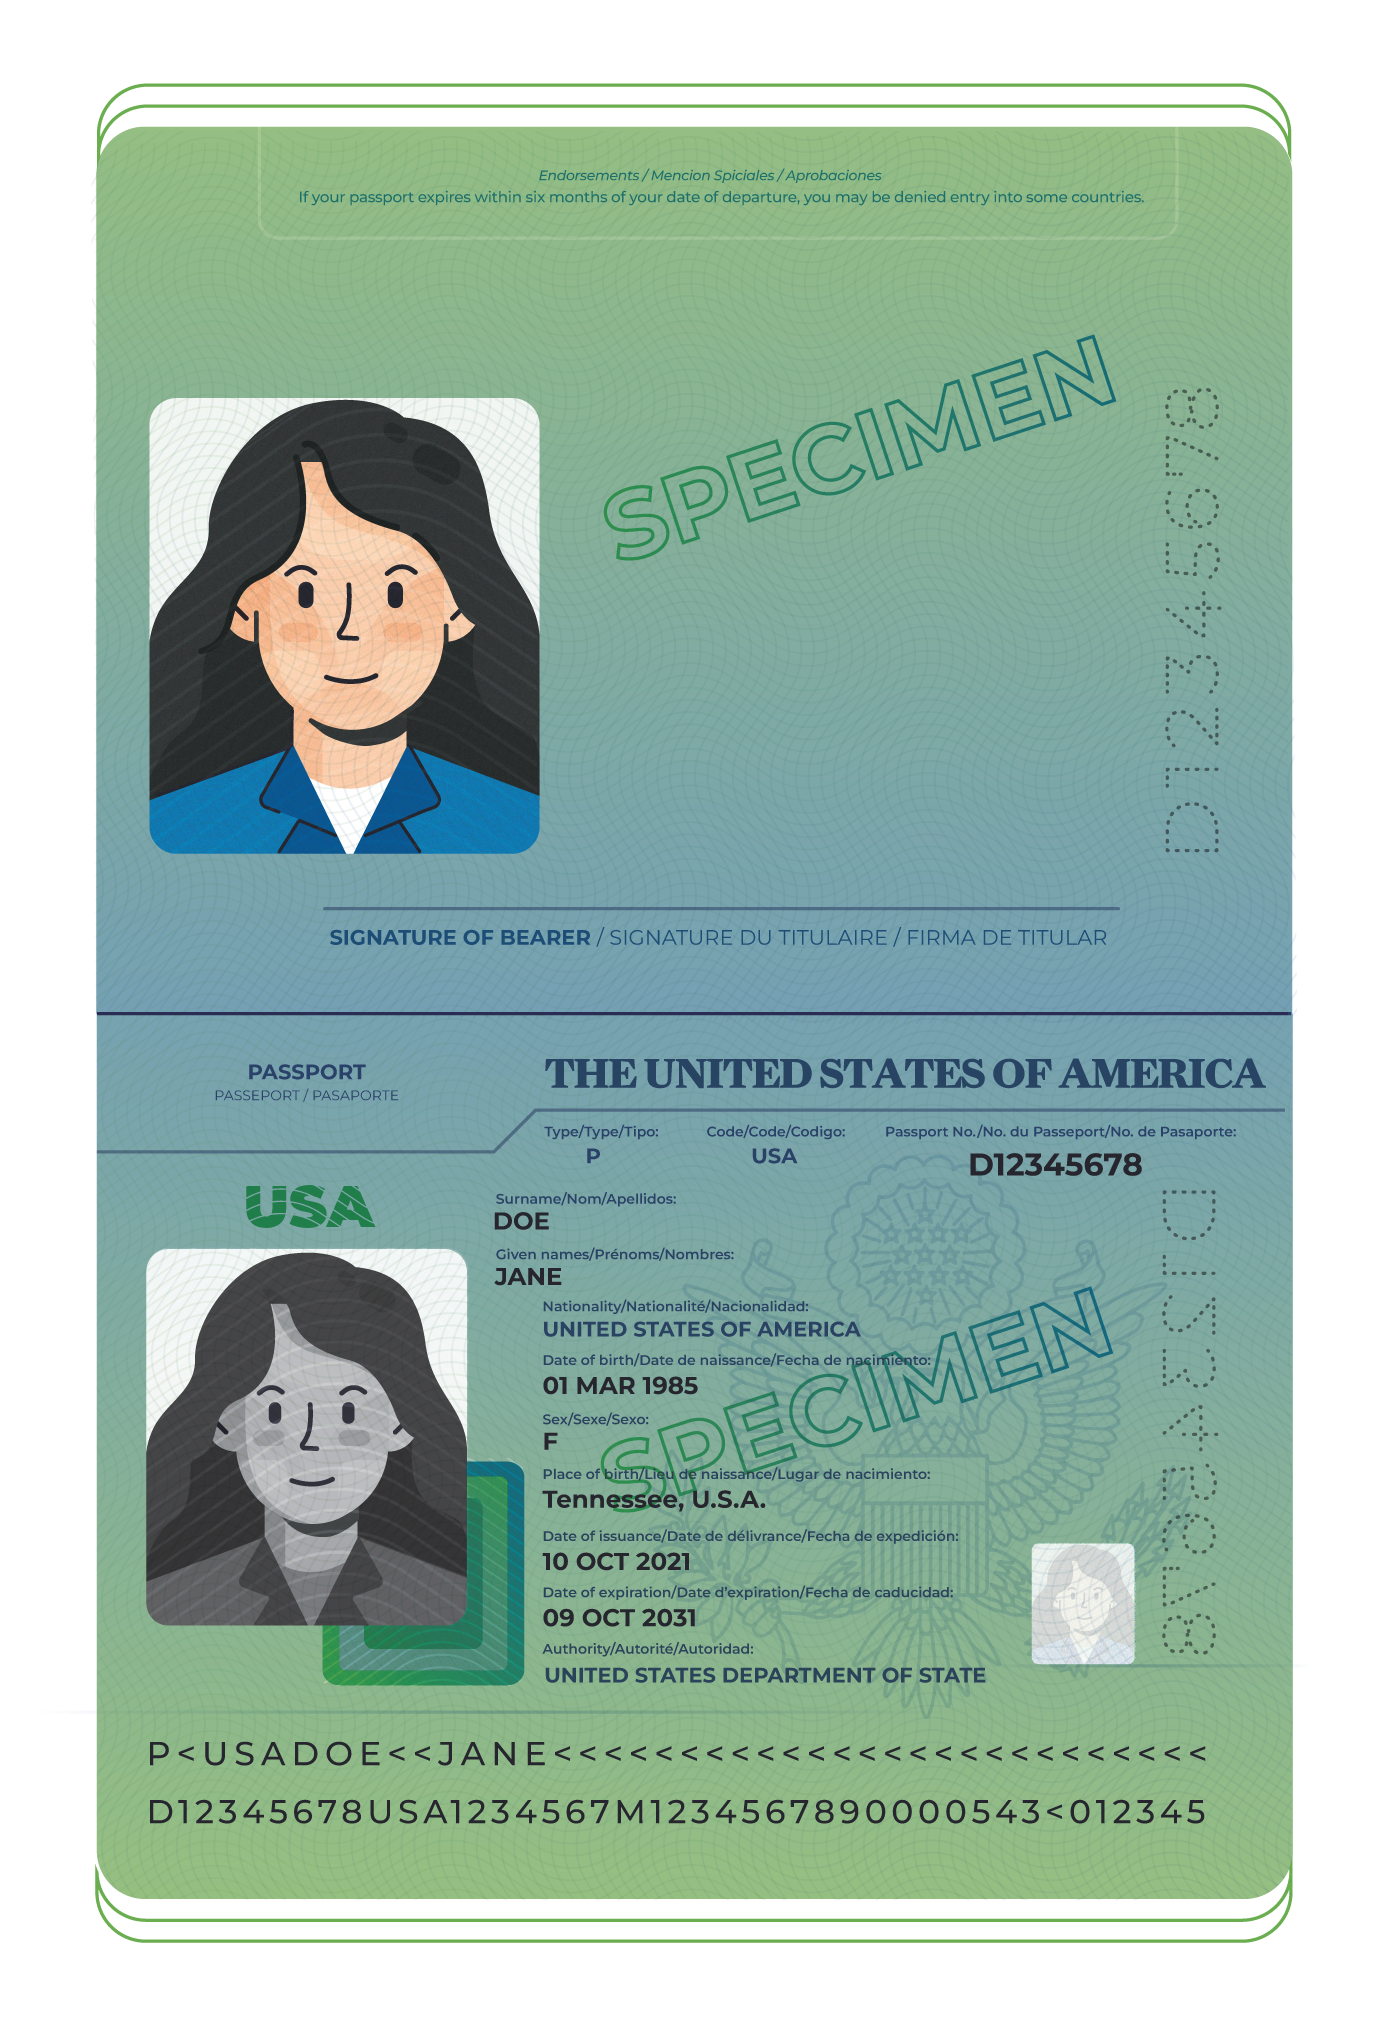 Endorsements / Mencion Spiciales / Aprobaciones
If your passport expires within six months of your date of departure, you may be denied entry into some countries.
SPECIMEN
D12345678
SIGNATURE OF BEARER / SIGNATURE DU TITULAIRE / FIRMA DE TITULAR
PASSPORT
PASSEPORT / PASAPORTE
THE UNITED STATES OF AMERICA
Type/Type/Tipo: Code/Code/Codigo: Passport No./No. du Passeport/No. de Pasaporte:
P USA D12345678
USA
Surname/Nom/Apellidos:
DOE
Given names/Prénoms/Nombres:
JANE
Nationality/Nationalité/Nacionalidad:
UNITED STATES OF AMERICA
Date of birth/Date de naissance/Fecha de nacimiento:
01 MAR 1985
Sex/Sexe/Sexo:
F
SPECIMEN
Place of birth/Lieu de naissance/Lugar de nacimiento:
Tennessee, U.S.A.
Date of issuance/Date de délivrance/Fecha de expedición:
10 OCT 2021
Date of expiration/Date d'expiration/Fecha de caducidad:
09 OCT 2031
Authority/Autorité/Autoridad:
UNITED STATES DEPARTMENT OF STATE
D12345678
P<USADOE<<JANE<<<<<<<<<<<<<<<<<<<<<<<<<<
D12345678USA1234567M1234567890000543<012345